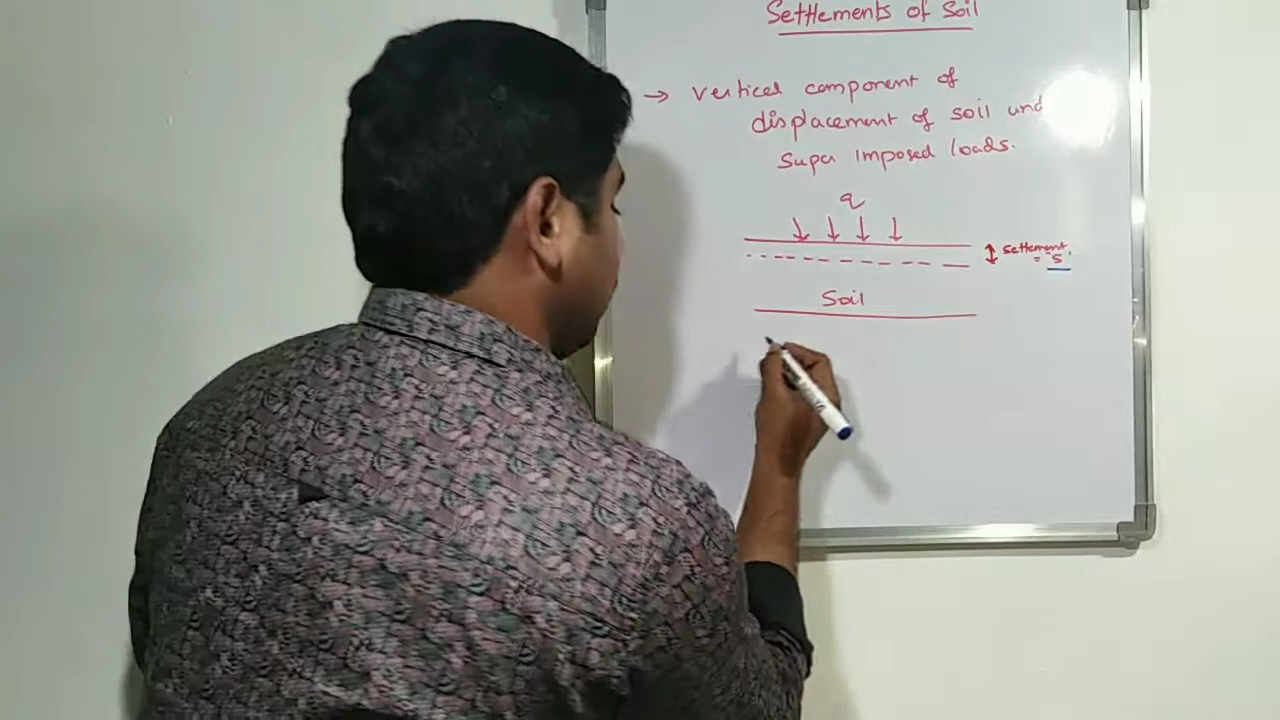 Settlements of Soil
→ Vertical component of
displacement of soil und
Super Imposed loads.
q
Settlement
= S
Soil